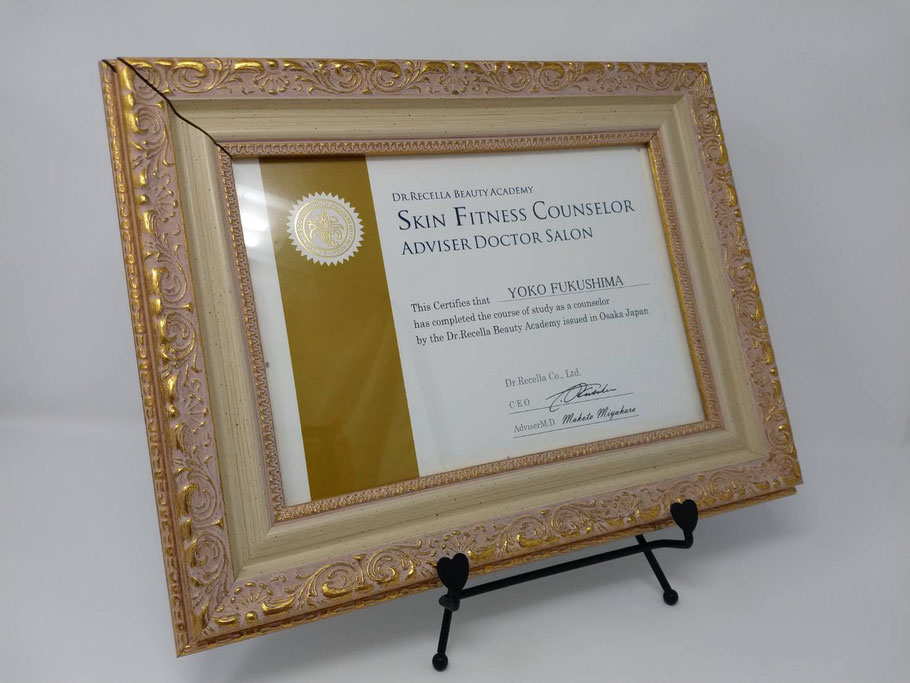 DR.RECELLA BEAUTY ACADEMY
SKIN FITNESS COUNSELOR
ADVISER DOCTOR SALON
This Certifies that YOKO FUKUSHIMA
has completed the course of study as a counselor
by the Dr.Recella Beauty Academy issued in Osaka Japan
Dr.Recella Co., Ltd.
CEO
AdviserM.D Makoto Miyahara